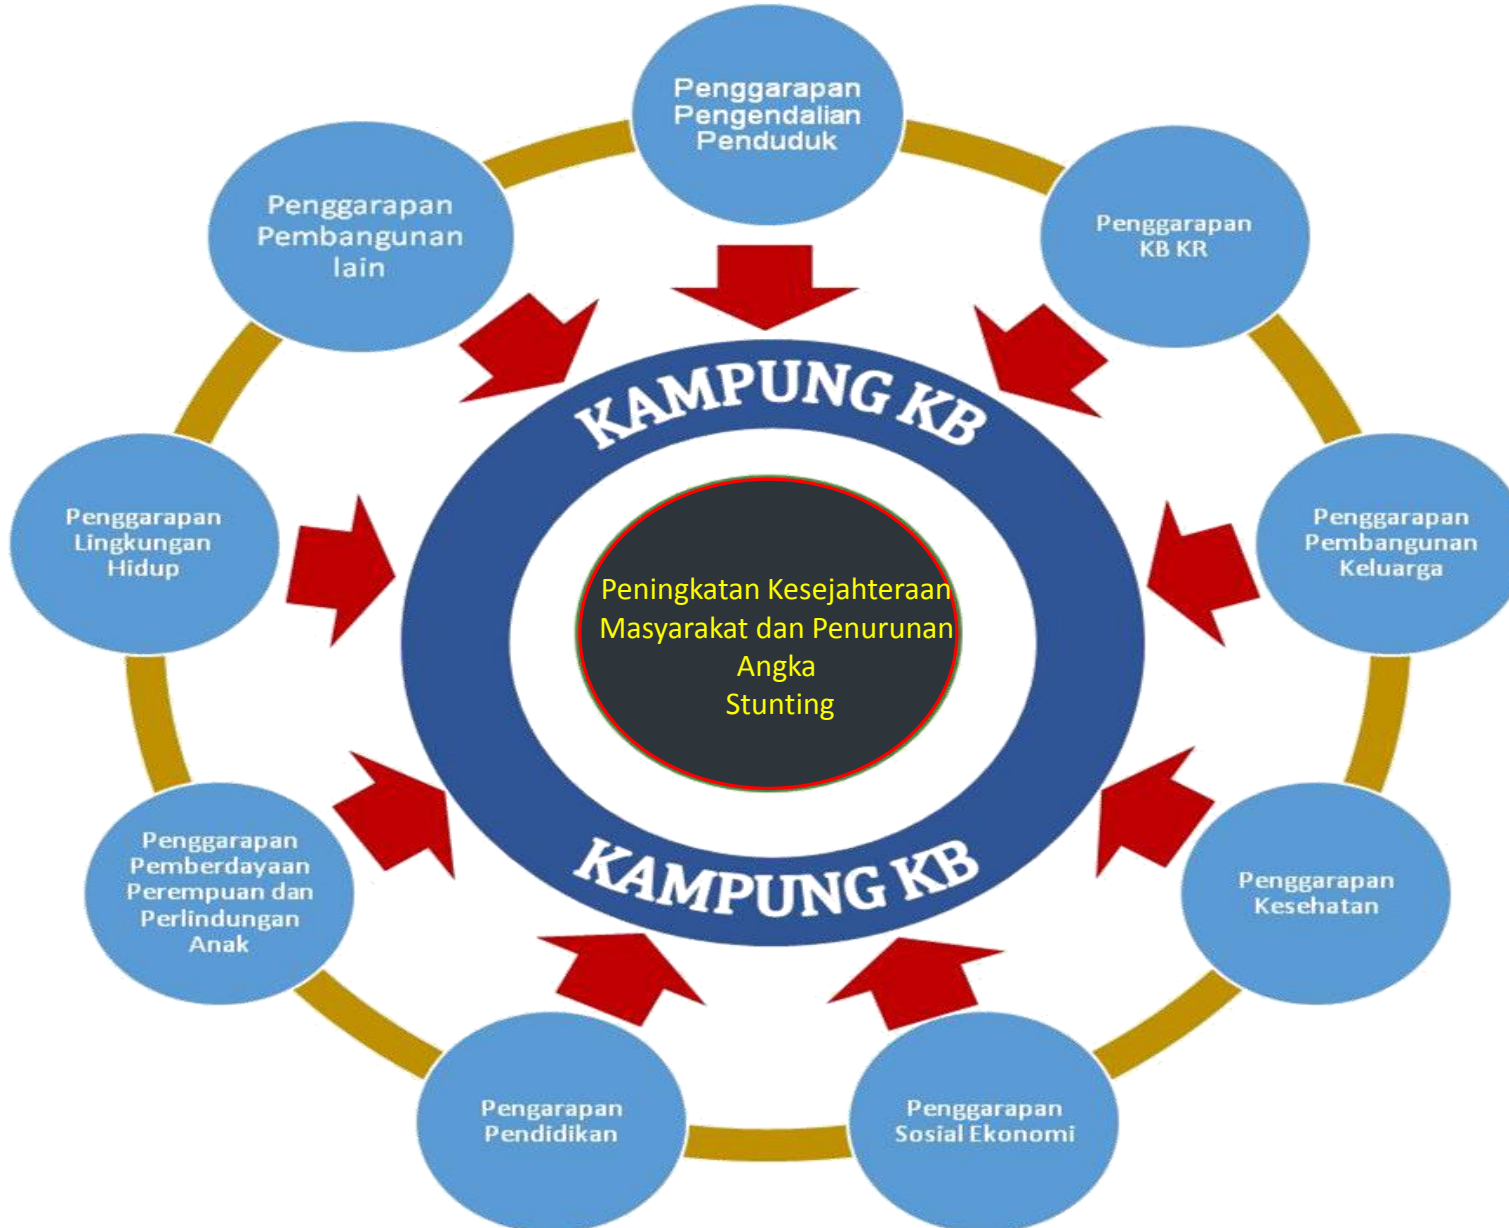 Penggarapan
Pengendalian
Penduduk
Penggarapan
KB KR
Penggarapan
Pembangunan
Keluarga
Penggarapan
Kesehatan
Penggarapan
Sosial Ekonomi
Pengarapan
Pendidikan
Penggarapan
Pemberdayaan
Perempuan dan
Perlindungan
Anak
Penggarapan
Lingkungan
Hidup
Penggarapan
Pembangunan
lain
KAMPUNG KB
Peningkatan Kesejahteraan
Masyarakat dan Penurunan
Angka
Stunting
KAMPUNG KB